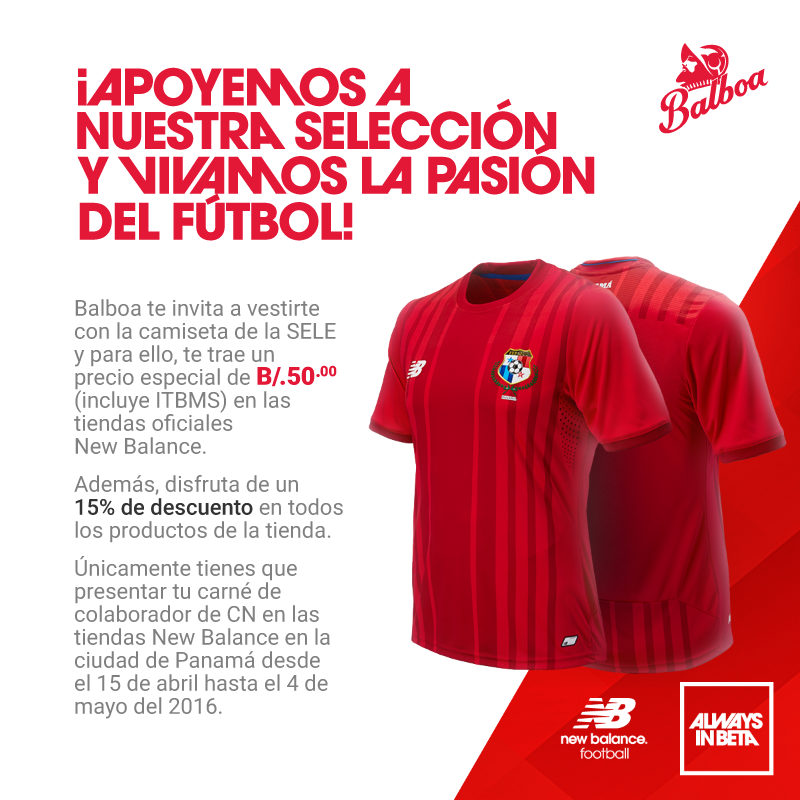 Balboa
¡APOYEMOS A
NUESTRA SELECCIÓN
Y VIVAMOS LA PASIÓN
DEL FÚTBOL!
Balboa te invita a vestirte
con la camiseta de la SELE
y para ello, te trae un
precio especial de B/.50.00
(incluye ITBMS) en las
tiendas oficiales
New Balance.
Además, disfruta de un
15% de descuento en todos
los productos de la tienda.
Únicamente tienes que
presentar tu carné de
colaborador de CN en las
tiendas New Balance en la
ciudad de Panamá desde
el 15 de abril hasta el 4 de
mayo del 2016.
NB
NB
new balance.
football
ALWAYS
IN BETA